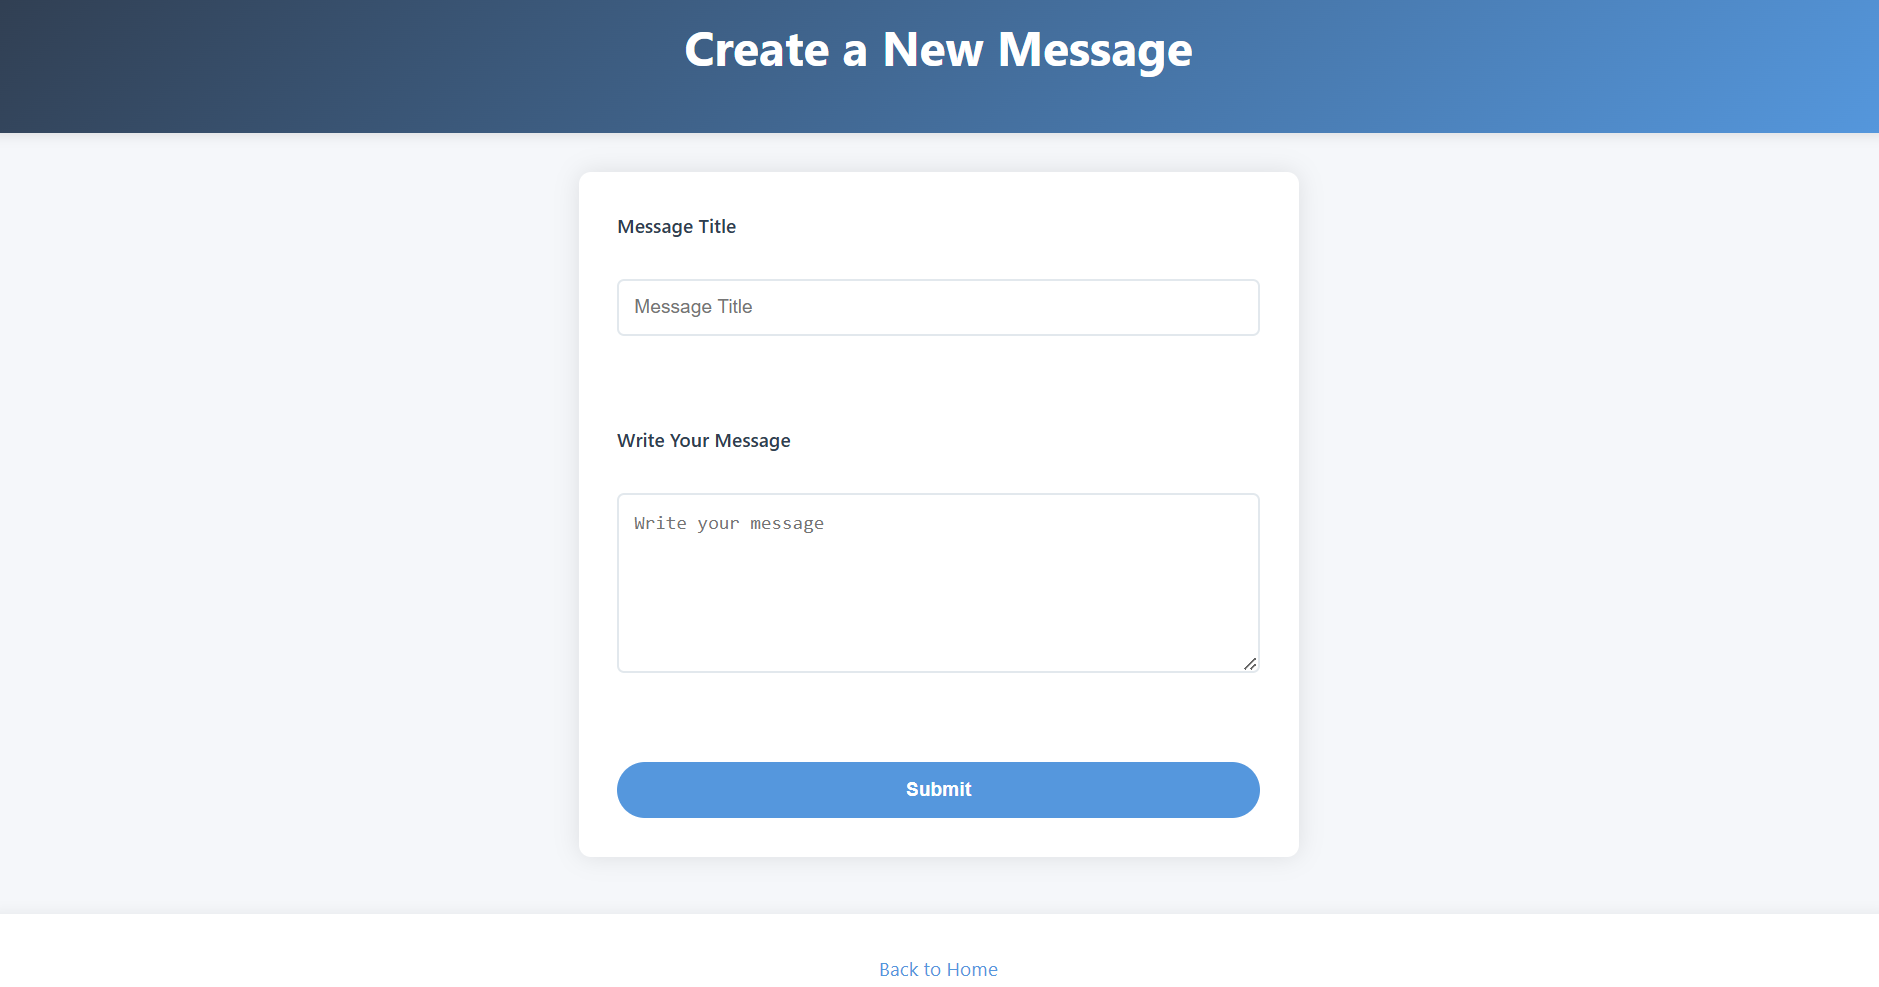 Create a New Message
Message Title
Message Title
Write Your Message
Write your message
Submit
Back to Home